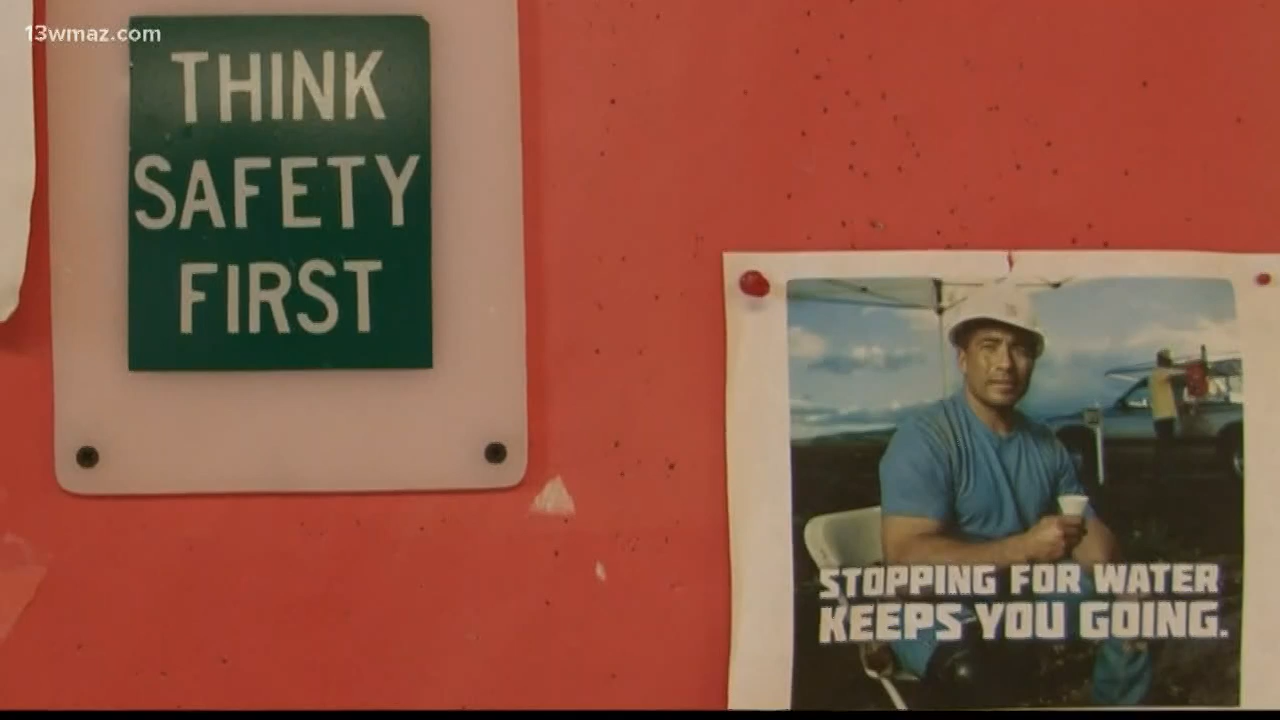 13wmaz.com
THINK
SAFETY
FIRST
STOPPING FOR WATER
KEEPS YOU GOING.